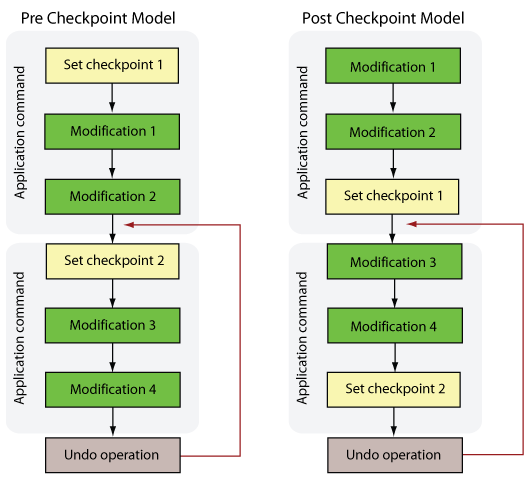 Pre Checkpoint Model
Application command
Set checkpoint 1
Modification 1
Modification 2
Application command
Set checkpoint 2
Modification 3
Modification 4
Undo operation
Post Checkpoint Model
Application command
Modification 1
Modification 2
Set checkpoint 1
Application command
Modification 3
Modification 4
Set checkpoint 2
Undo operation